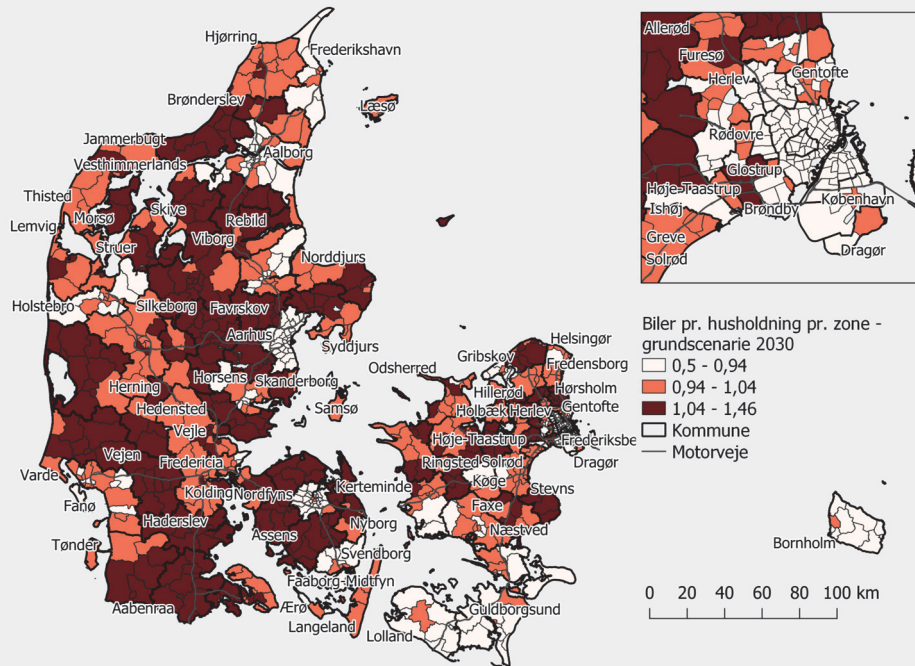 Hjørring
Frederikshavn
Brønderslev
Læsø
Jammerbugt
Aalborg
Vesthimmerlands
Thisted
Skive
Morsø
Rebild
Lemvig
Viborg
Struer
Norddjurs
Holstebro
Silkeborg
Favrskov
Aarhus
Syddjurs
Horsens
Skanderborg
Herning
Samsø
Hedensted
Vejle
Vejen
Fredericia
Varde
Fanø
Kolding
Nordfyns
Kerteminde
Haderslev
Assens
Nyborg
Tønder
Svendborg
Faaborg-Midtfyn
Aabenraa
Ærø
Langeland
Lolland
Guldborgsund
Helsingør
Gribskov
Fredensborg
Odsherred
Hillerød
Hørsholm
Holbæk
Herlev
Gentofte
Høje-Taastrup
Frederiksbe
Ringsted
Solrød
Dragør
Køge
Stevns
Faxe
Næstved
Bornholm
Allerød
Furesø
Gentofte
Herlev
Rødovre
Glostrup
Høje-Taastrup
København
Ishøj
Brøndby
Greve
Dragør
Solrød
Biler pr. husholdning pr. zone -
grundscenarie 2030
0,5 - 0,94
0,94 - 1,04
1,04 - 1,46
Kommune
Motorveje
0 20 40 60 80 100 km